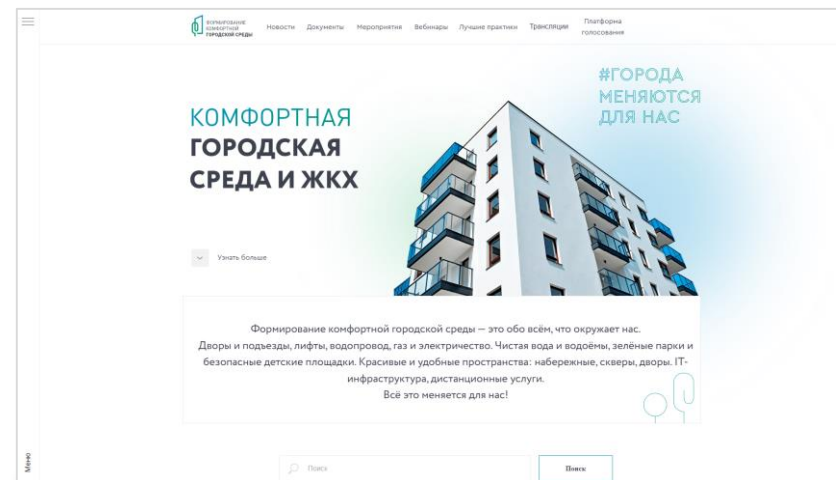 ФОРМИРОВАНИЕ
КОМФОРТНОЙ
ГОРОДСКОЙ СРЕДЫ
Новости Документы Мероприятия Вебинары Лучшие практики Трансляции Платформа
голосования
#ГОРОДА
МЕНЯЮТСЯ
ДЛЯ НАС
КОМФОРТНАЯ
ГОРОДСКАЯ
СРЕДА И ЖКХ
Узнать больше
Формирование комфортной городской среды — это обо всём, что окружает нас.
Дворы и подъезды, лифты, водопровод, газ и электричество. Чистая вода и водоёмы, зелёные парки и
безопасные детские площадки. Красивые и удобные пространства: набережные, скверы, дворы. IT-
инфраструктура, дистанционные услуги.
Всё это меняется для нас!
Меню
Поиск
Поиск